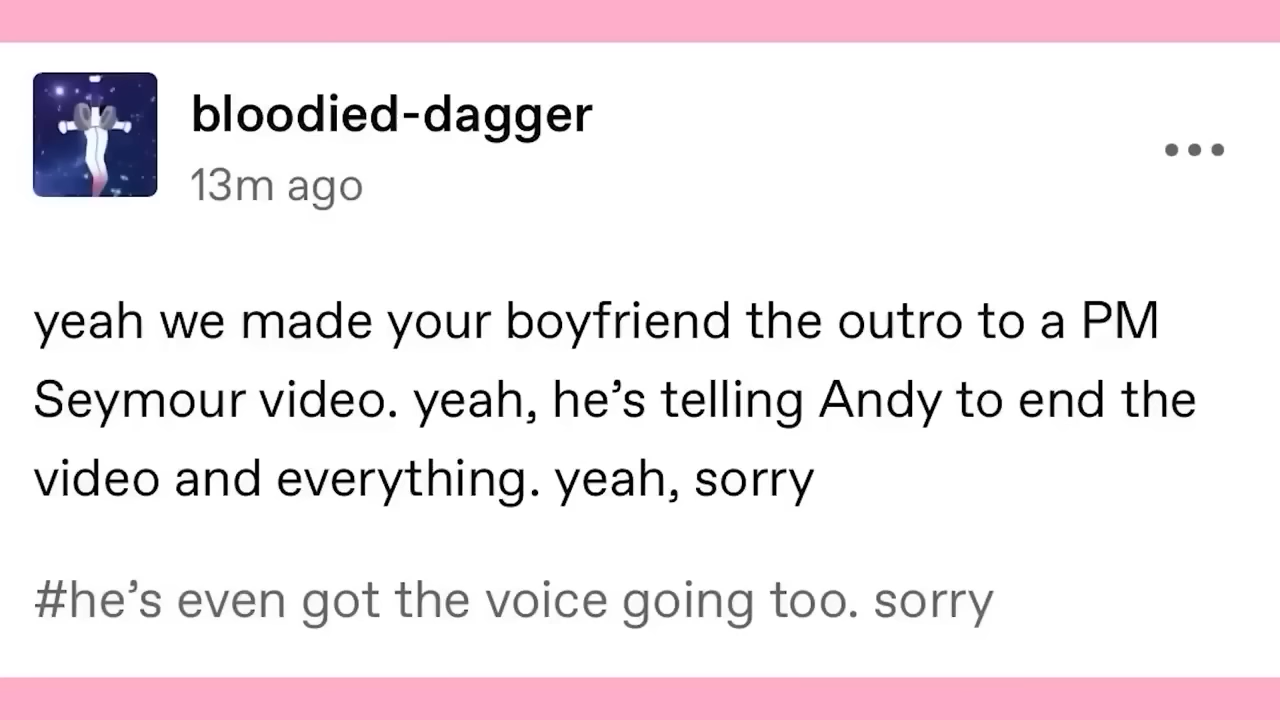 bloodied-dagger
13m ago
yeah we made your boyfriend the outro to a PM
Seymour video. yeah, he’s telling Andy to end the
video and everything. yeah, sorry
#he’s even got the voice going too. sorry